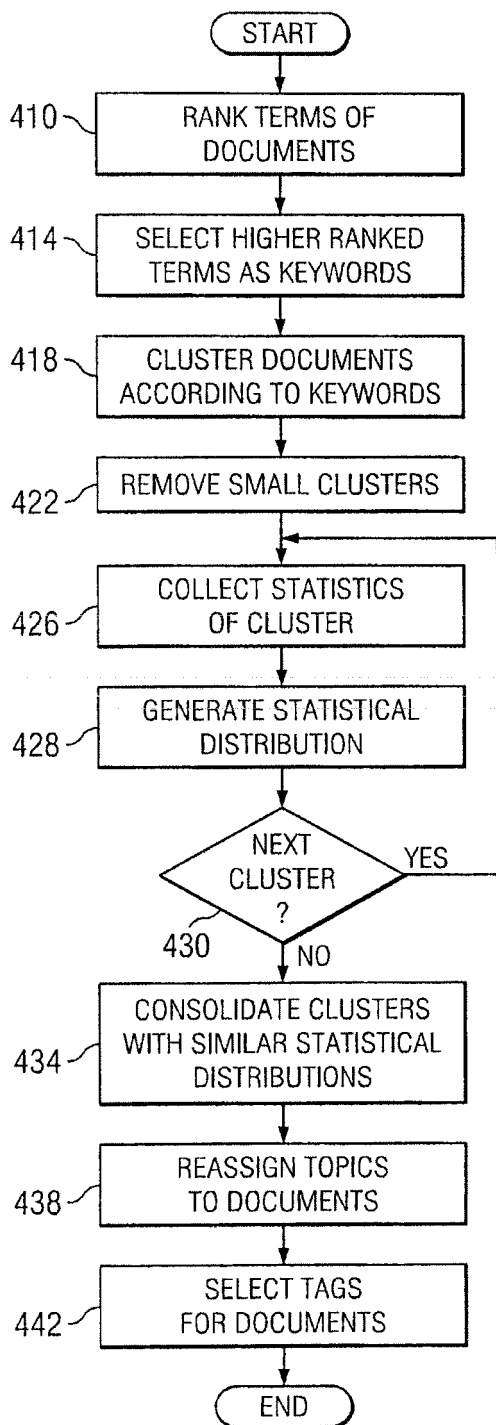 START
410
RANK TERMS OF
DOCUMENTS
414
SELECT HIGHER RANKED
TERMS AS KEYWORDS
418
CLUSTER DOCUMENTS
ACCORDING TO KEYWORDS
422
REMOVE SMALL CLUSTERS
426
COLLECT STATISTICS
OF CLUSTER
428
GENERATE STATISTICAL
DISTRIBUTION
430
NEXT
CLUSTER
?
YES
NO
434
CONSOLIDATE CLUSTERS
WITH SIMILAR STATISTICAL
DISTRIBUTIONS
438
REASSIGN TOPICS
TO DOCUMENTS
442
SELECT TAGS
FOR DOCUMENTS
END